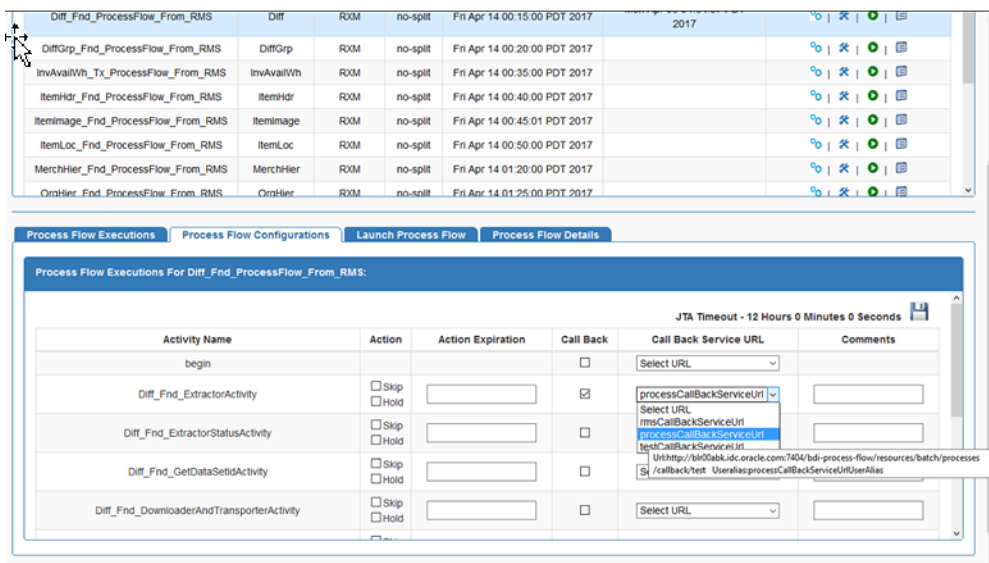 Diff_Fnd_ProcessFlow_From_RMS Diff RXM no-split Fri Apr 14 00:15:00 PDT 2017
2017
DiffGrp_Fnd_ProcessFlow_From_RMS DiffGrp RXM no-split Fri Apr 14 00:20:00 PDT 2017
InvAvailWh_Tx_ProcessFlow_From_RMS InvAvailWh RXM no-split Fri Apr 14 00:35:00 PDT 2017
ItemHdr_Fnd_ProcessFlow_From_RMS ItemHdr RXM no-split Fri Apr 14 00:40:00 PDT 2017
ItemImage_Fnd_ProcessFlow_From_RMS ItemImage RXM no-split Fri Apr 14 00:45:01 PDT 2017
ItemLoc_Fnd_ProcessFlow_From_RMS ItemLoc RXM no-split Fri Apr 14 00:50:00 PDT 2017
MerchHier_Fnd_ProcessFlow_From_RMS MerchHier RXM no-split Fri Apr 14 01:20:00 PDT 2017
OrgHier_Fnd_ProcessFlow_From_RMS OrgHier RXM no-split Fri Apr 14 01:25:00 PDT 2017
Process Flow Executions Process Flow Configurations Launch Process Flow Process Flow Details
Process Flow Executions For Diff_Fnd_ProcessFlow_From_RMS:
JTA Timeout - 12 Hours 0 Minutes 0 Seconds
Activity Name Action Action Expiration Call Back Call Back Service URL Comments
begin Select URL
Diff_Fnd_ExtractorActivity Skip Hold processCallBackServiceUrl
Select URL
rmsCallBackServiceUrl
Diff_Fnd_ExtractorStatusActivity Skip Hold processCallBackServiceUrl
testCallBackServiceUrl
Url:http://blr00abk.idc.oracle.com:7404/bdi-process-flow/resources/batch/processes
/callback/test Useralias:processCallBackServiceUrlUserAlias
Diff_Fnd_GetDataSetIdActivity Skip Hold
Diff_Fnd_DownloaderAndTransporterActivity Skip Hold Select URL